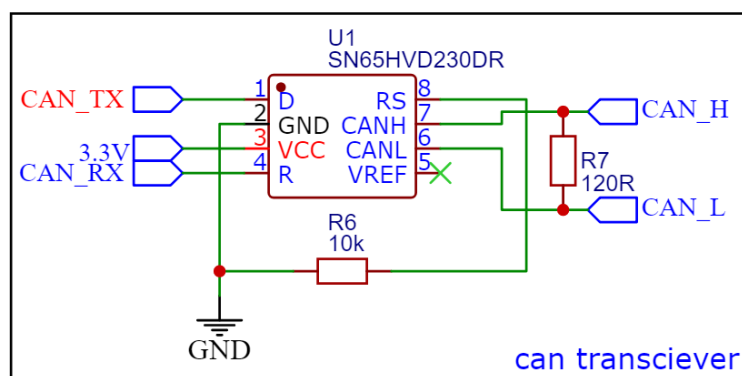 U1
SN65HVD230DR
CAN_TX
1
D
RS
8
2
GND
CANH
7
CAN_H
3.3V
3
VCC
CANL
6
CAN_RX
4
R
VREF
5
R7
120R
CAN_L
R6
10k
GND
can transciever